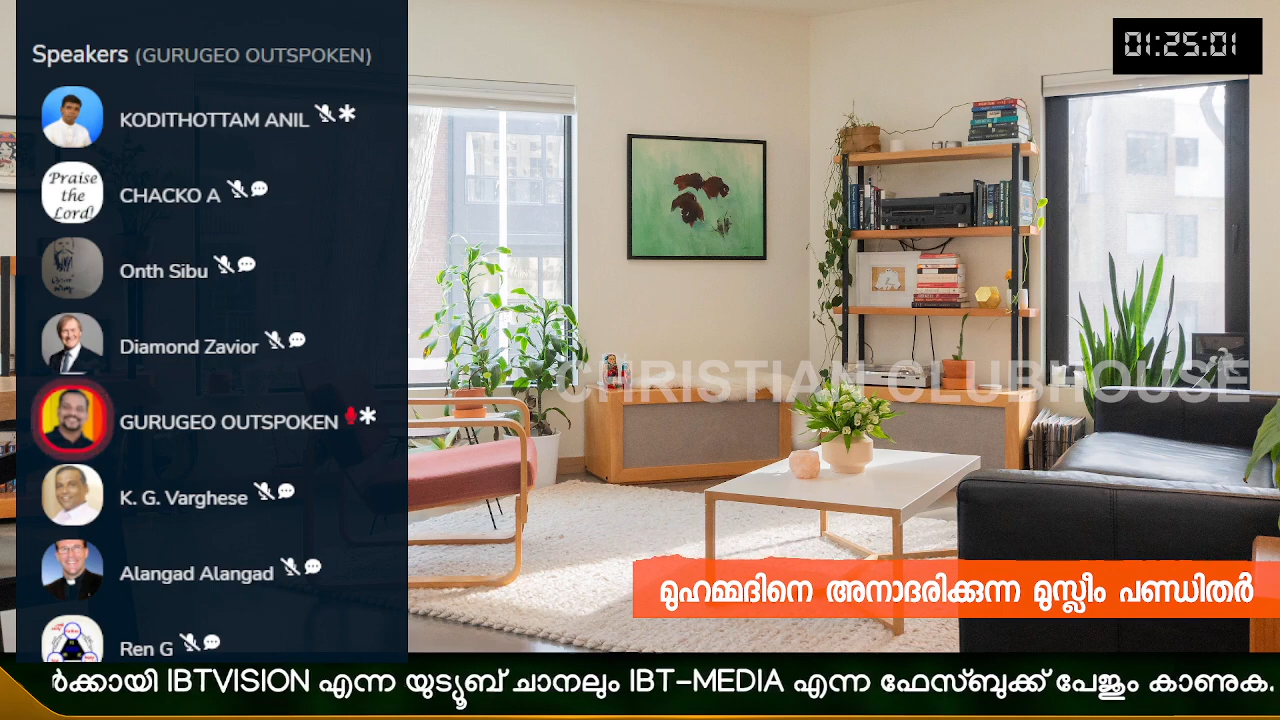 01:25:01
Speakers (GURUGEO OUTSPOKEN)
KODITHOTTAM ANIL
Praise
the
Lord!
CHACKO A
Onth Sibu
Diamond Zavior
GURUGEO OUTSPOKEN
K. G. Varghese
Alangad Alangad
Ren G
CHRISTIAN CLUBHOUSE
മുഹമ്മദിനെ അനാദരിക്കുന്ന മുസ്ലീം പണ്ഡിതർ
ർക്കായി IBTVISION എന്ന യുട്യൂബ് ചാനലും IBT-MEDIA എന്ന ഫേസ്ബുക്ക് പേജും കാണുക.